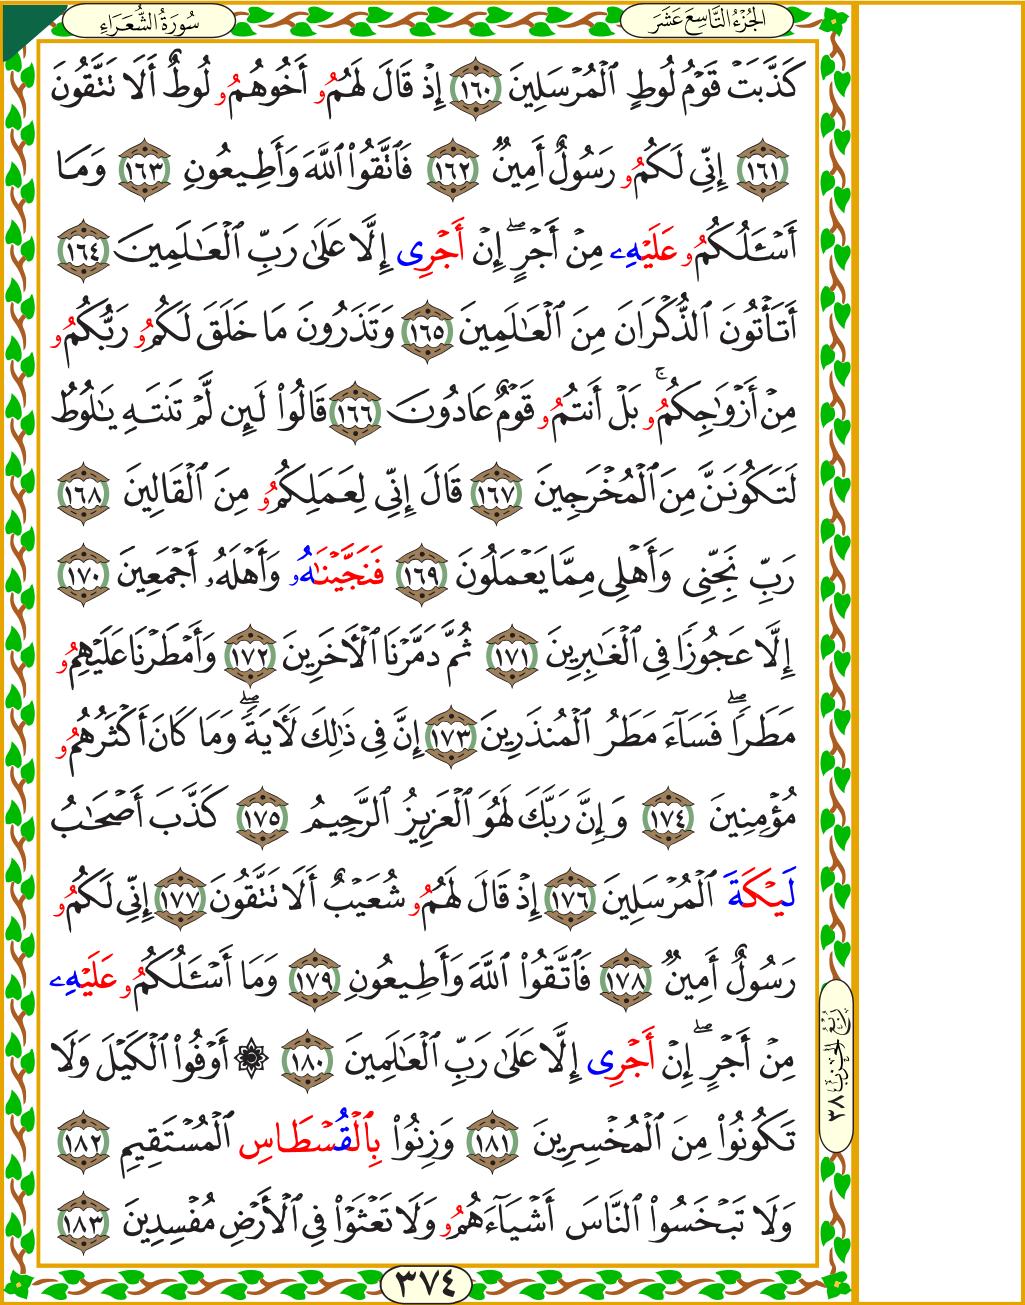 سُورَةُ الشُّعَرَاءِ
الجُزْءُ التَّاسِعَ عَشَرَ
كَذَّبَتۡ قَوۡمُ لُوطٍ ٱلۡمُرۡسَلِينَ ١٦٠ إِذۡ قَالَ لَهُمُۥ أَخُوهُمُۥ لُوطٌ أَلَا تَتَّقُونَ
١٦١ إِنِّي لَكُمُۥ رَسُولٌ أَمِينٌ ١٦٢ فَٱتَّقُوا۟ ٱللَّهَ وَأَطِيعُونِ ١٦٣ وَمَا
أَسۡـَٔلُكُمُۥ عَلَيۡهِۦ مِنۡ أَجۡرٍۖ إِنۡ أَجۡرِى إِلَّا عَلَىٰ رَبِّ ٱلۡعَـٰلَمِينَ ١٦٤
أَتَأۡتُونَ ٱلذُّكۡرَانَ مِنَ ٱلۡعَـٰلَمِينَ ١٦٥ وَتَذَرُونَ مَا خَلَقَ لَكُمُۥ رَبُّكُمُۥ
مِنۡ أَزۡوَٰجِكُمُۥۚ بَلۡ أَنتُمُۥ قَوۡمٌ عَادُونَ ١٦٦ قَالُوا۟ لَئِن لَّمۡ تَنتَهِ يَـٰلُوطُ
لَتَكُونَنَّ مِنَ ٱلۡمُخۡرَجِينَ ١٦٧ قَالَ إِنِّي لِعَمَلِكُمُۥ مِنَ ٱلۡقَالِينَ ١٦٨
رَبِّ نَجِّنِى وَأَهۡلِى مِمَّا يَعۡمَلُونَ ١٦٩ فَنَجَّيۡنَـٰهُۥ وَأَهۡلَهُۥ أَجۡمَعِينَ ١٧٠
إِلَّا عَجُوزًا فِى ٱلۡغَـٰبِرِينَ ١٧١ ثُمَّ دَمَّرۡنَا ٱلۡأَخَرِينَ ١٧٢ وَأَمۡطَرۡنَا عَلَيۡهِمُۥ
مَطَرًاۖ فَسَآءَ مَطَرُ ٱلۡمُنذَرِينَ ١٧٣ إِنَّ فِى ذَٰلِكَ لَأَيَةًۖ وَمَا كَانَ أَكۡثَرُهُمُۥ
مُؤۡمِنِينَ ١٧٤ وَإِنَّ رَبَّكَ لَهُوَ ٱلۡعَزِيزُ ٱلرَّحِيمُ ١٧٥ كَذَّبَ أَصۡحَـٰبُ
لَيۡكَةَ ٱلۡمُرۡسَلِينَ ١٧٦ إِذۡ قَالَ لَهُمُۥ شُعَيۡبٌ أَلَا تَتَّقُونَ ١٧٧ إِنِّي لَكُمُۥ
رَسُولٌ أَمِينٌ ١٧٨ فَٱتَّقُوا۟ ٱللَّهَ وَأَطِيعُونِ ١٧٩ وَمَا أَسۡـَٔلُكُمُۥ عَلَيۡهِۦ
مِنۡ أَجۡرٍۖ إِنۡ أَجۡرِى إِلَّا عَلَىٰ رَبِّ ٱلۡعَـٰلَمِينَ ١٨٠ ۞ أَوۡفُوا۟ ٱلۡكَيۡلَ وَلَا
تَكُونُوا۟ مِنَ ٱلۡمُخۡسِرِينَ ١٨١ وَزِنُوا۟ بِٱلۡقُسۡطَاسِ ٱلۡمُسۡتَقِيمِ ١٨٢
وَلَا تَبۡخَسُوا۟ ٱلنَّاسَ أَشۡيَآءَهُمُۥ وَلَا تَعۡثَوۡا۟ فِى ٱلۡأَرۡضِ مُفۡسِدِينَ ١٨٣
رُبُعُ الحِزْبِ ٣٨
٣٧٤